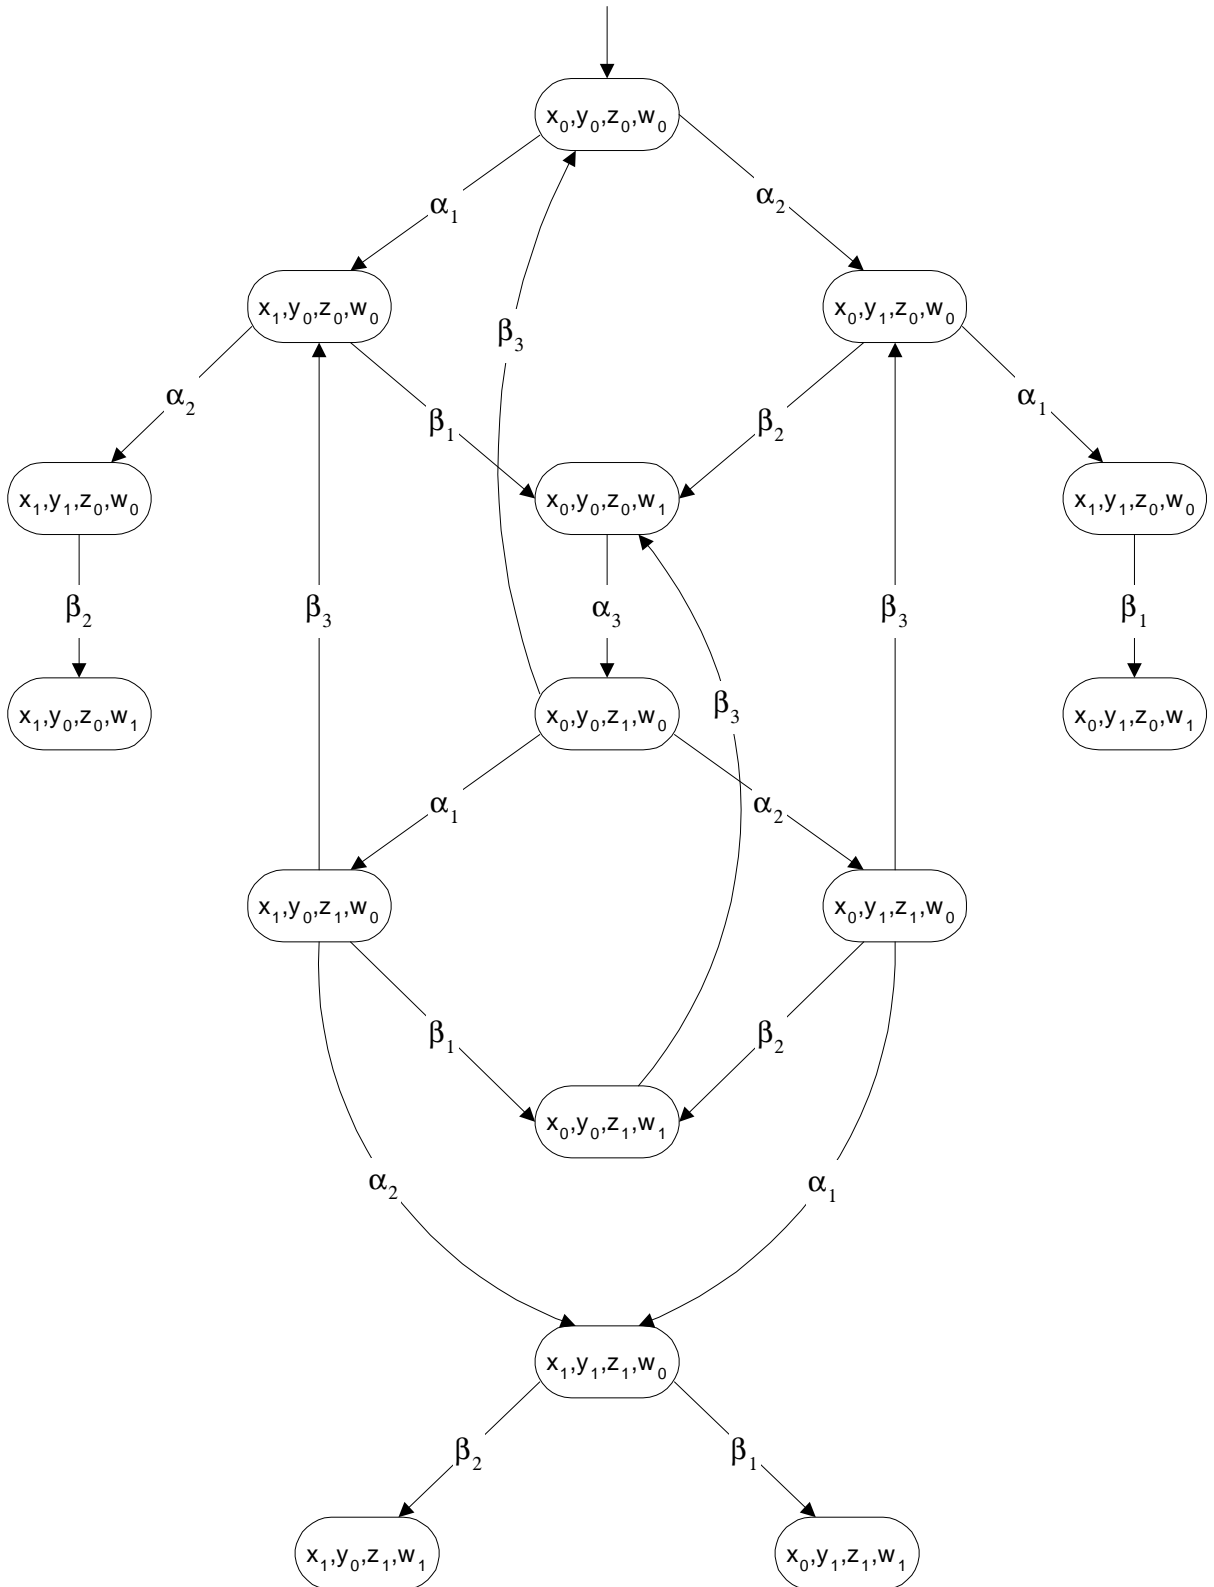 x₀,y₀,z₀,w₀
α₁
α₂
x₁,y₀,z₀,w₀
x₀,y₁,z₀,w₀
β₃
α₂
β₁
β₂
α₁
x₁,y₁,z₀,w₀
x₀,y₀,z₀,w₁
x₁,y₁,z₀,w₀
β₂
β₃
α₃
β₃
β₁
x₁,y₀,z₀,w₁
x₀,y₀,z₁,w₀
β₃
x₀,y₁,z₀,w₁
α₁
α₂
x₁,y₀,z₁,w₀
x₀,y₁,z₁,w₀
β₁
β₂
x₀,y₀,z₁,w₁
α₂
α₁
x₁,y₁,z₁,w₀
β₂
β₁
x₁,y₀,z₁,w₁
x₀,y₁,z₁,w₁